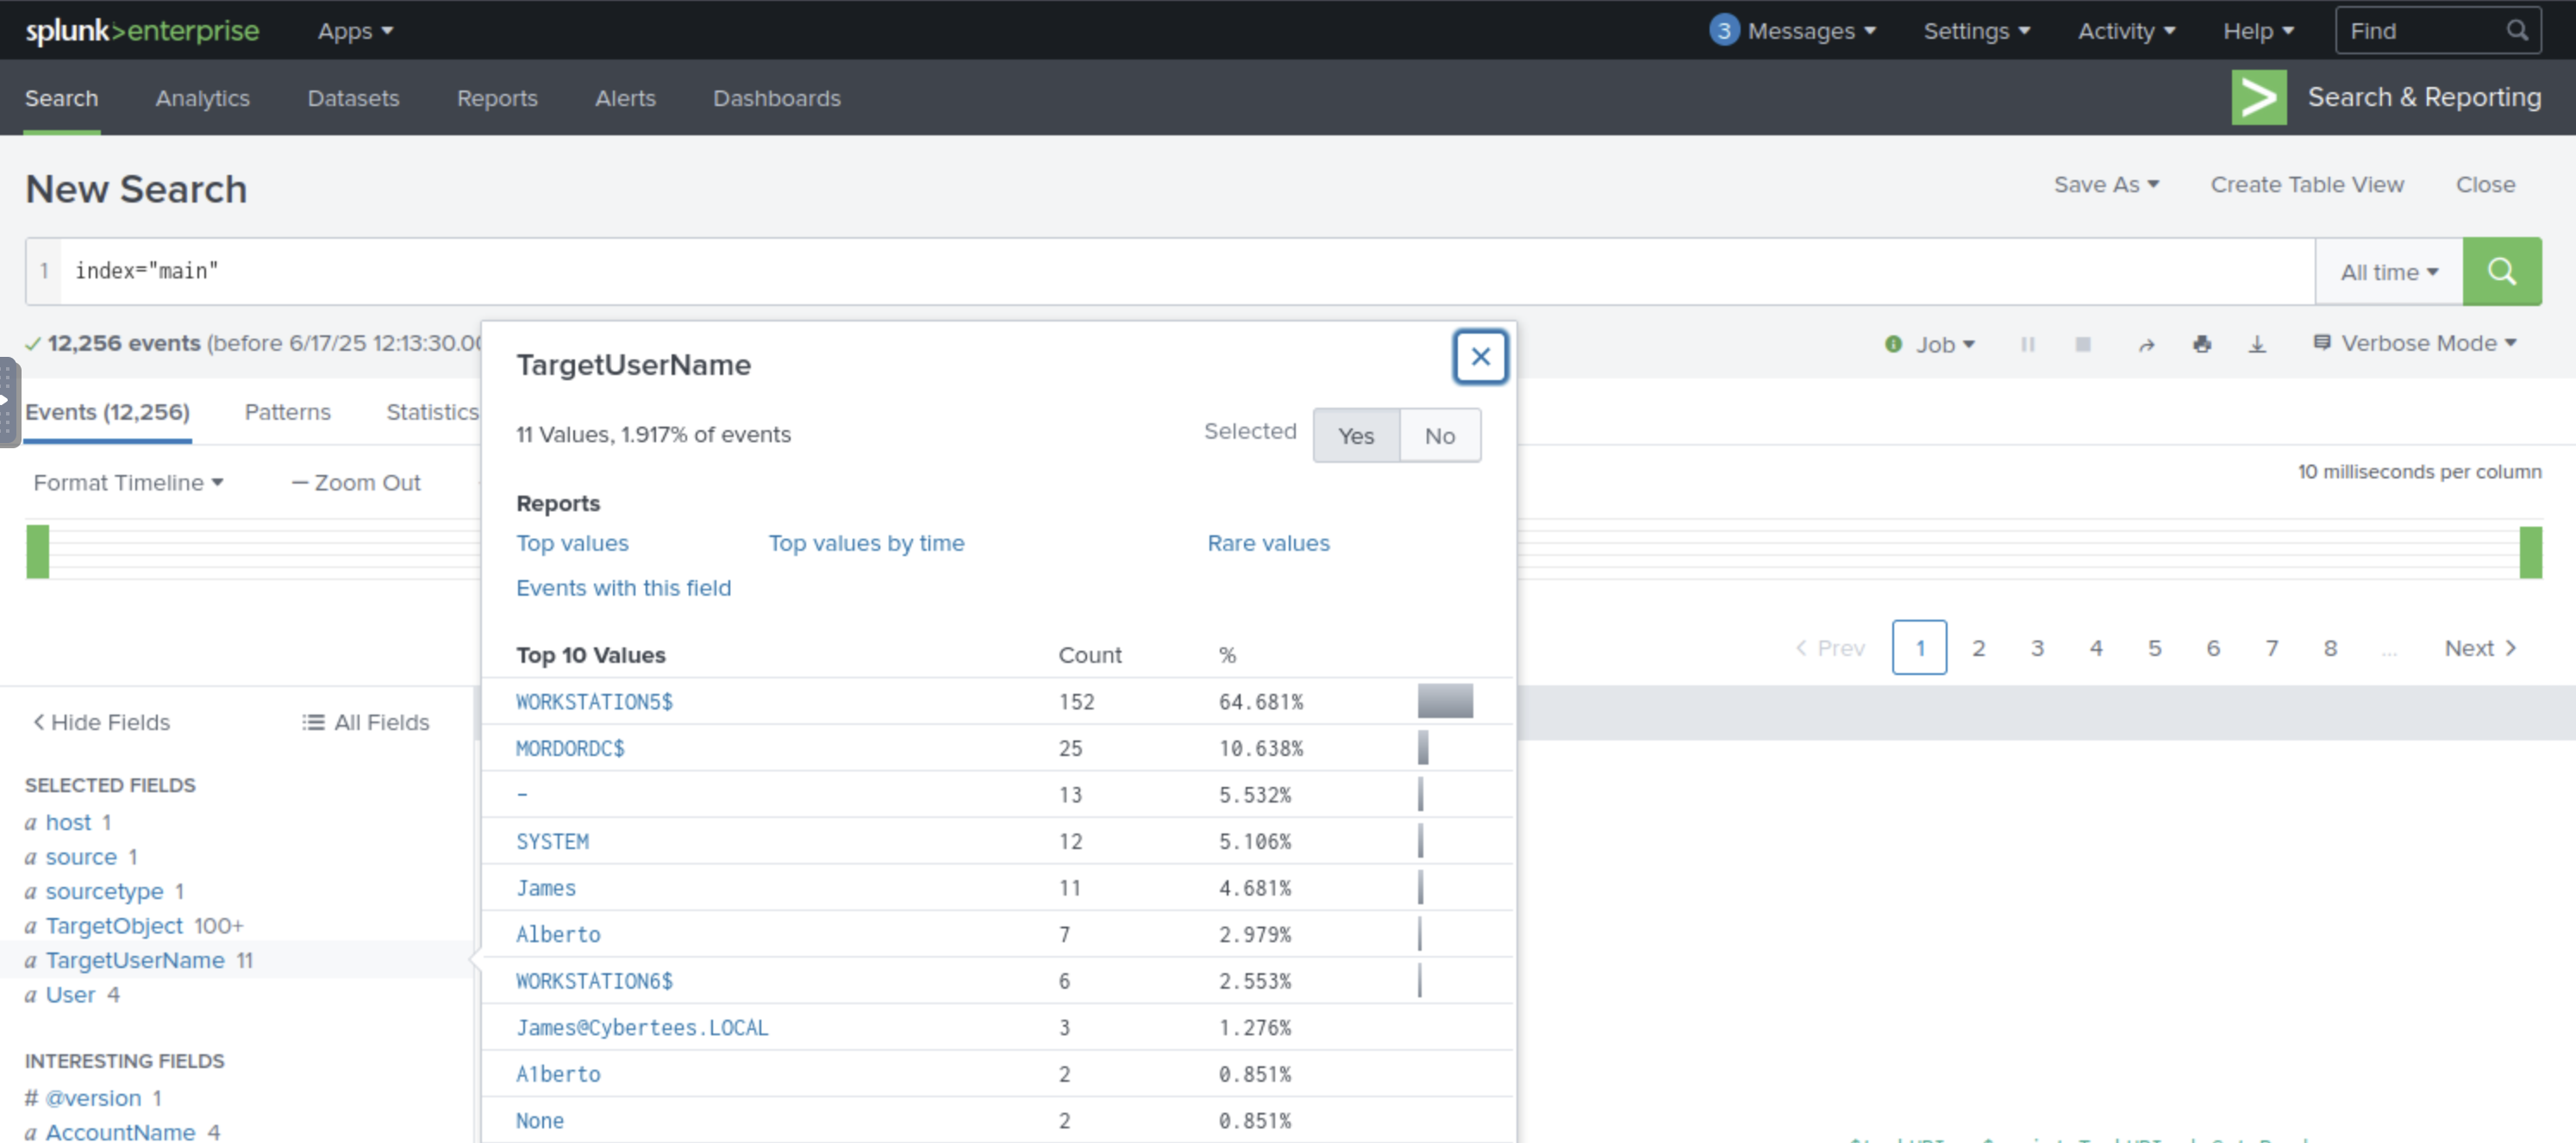 splunk>enterprise Apps 3 Messages Settings Activity Help Find
Search Analytics Datasets Reports Alerts Dashboards Search & Reporting
New Search Save As Create Table View Close
1 index="main" All time
12,256 events (before 6/17/25 12:13:30.0 Job Verbose Mode
Events (12,256) Patterns Statistics
Format Timeline — Zoom Out 10 milliseconds per column
< Prev 1 2 3 4 5 6 7 8 ... Next >
< Hide Fields All Fields
SELECTED FIELDS
a host 1
a source 1
a sourcetype 1
a TargetObject 100+
a TargetUserName 11
a User 4
INTERESTING FIELDS
# @version 1
a AccountName 4
TargetUserName
11 Values, 1.917% of events Selected Yes No
Reports
Top values Top values by time Rare values
Events with this field
Top 10 Values Count %
WORKSTATION5$ 152 64.681%
MORDORDC$ 25 10.638%
- 13 5.532%
SYSTEM 12 5.106%
James 11 4.681%
Alberto 7 2.979%
WORKSTATION6$ 6 2.553%
James@Cybertees.LOCAL 3 1.276%
A1berto 2 0.851%
None 2 0.851%